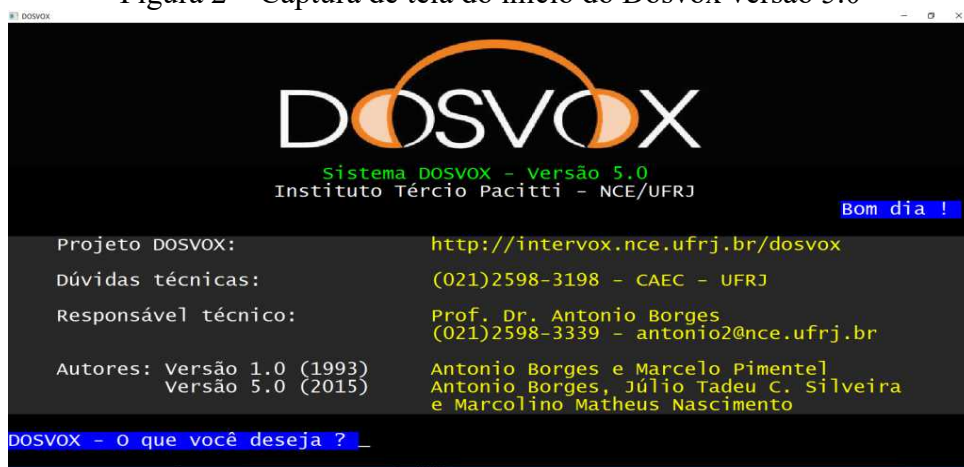 Figura 2 – Captura de tela do início do Dosvox versão 5.0
DOSVOX
DOSVOX
Sistema DOSVOX - Versão 5.0
Instituto Tércio Pacitti - NCE/UFRJ
Bom dia !
Projeto DOSVOX: http://intervox.nce.ufrj.br/dosvox
Dúvidas técnicas: (021)2598-3198 - CAEC - UFRJ
Responsável técnico: Prof. Dr. Antonio Borges
(021)2598-3339 - antonio2@nce.ufrj.br
Autores: Versão 1.0 (1993) Antonio Borges e Marcelo Pimentel
Versão 5.0 (2015) Antonio Borges, Júlio Tadeu C. Silveira
e Marcolino Matheus Nascimento
DOSVOX - O que você deseja ? _